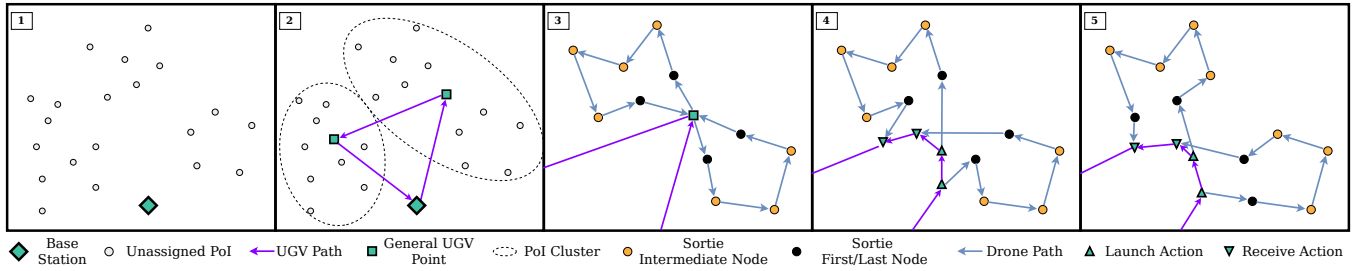 1
2
3
4
5
Base
Station
Unassigned PoI
UGV Path
General UGV
Point
PoI Cluster
Sortie
Intermediate Node
Sortie
First/Last Node
Drone Path
Launch Action
Receive Action